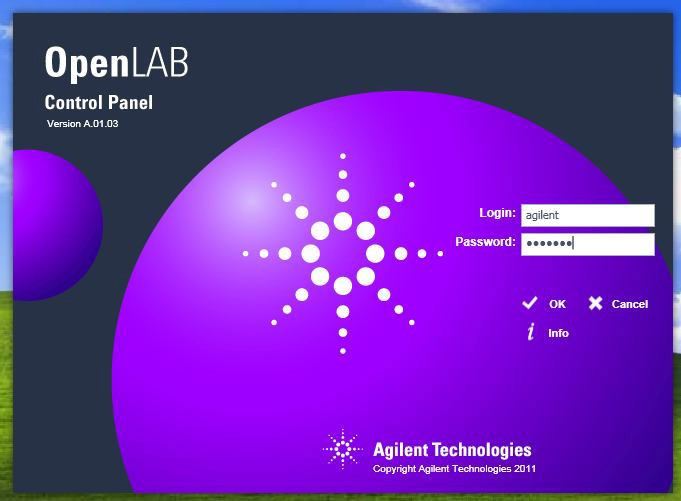 OpenLAB
Control Panel
Version A.01.03
Login: agilent
Password: •••••••
OK Cancel
i Info
Agilent Technologies
Copyright Agilent Technologies 2011